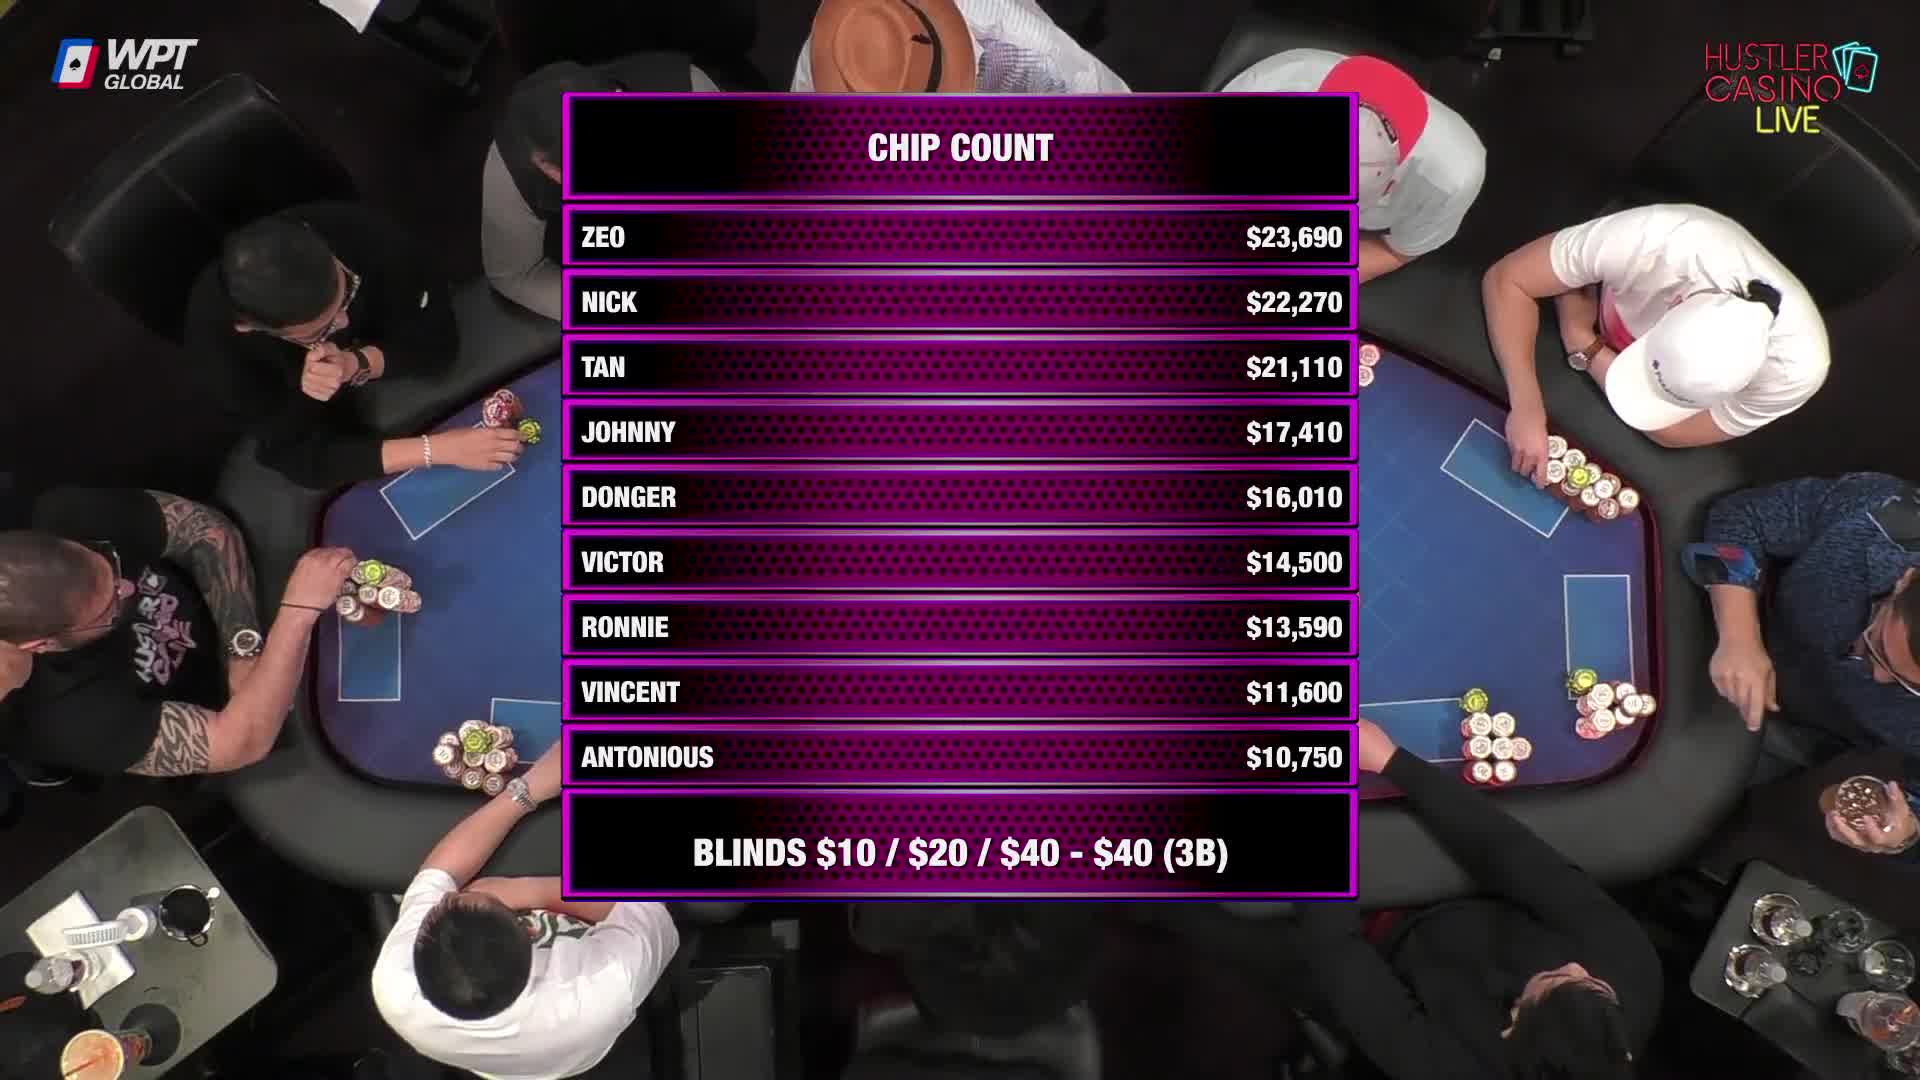 WPT
GLOBAL
HUSTLER
CASINO
LIVE
CHIP COUNT
ZEO $23,690
NICK $22,270
TAN $21,110
JOHNNY $17,410
DONGER $16,010
VICTOR $14,500
RONNIE $13,590
VINCENT $11,600
ANTONIOUS $10,750
BLINDS $10 / $20 / $40 - $40 (3B)